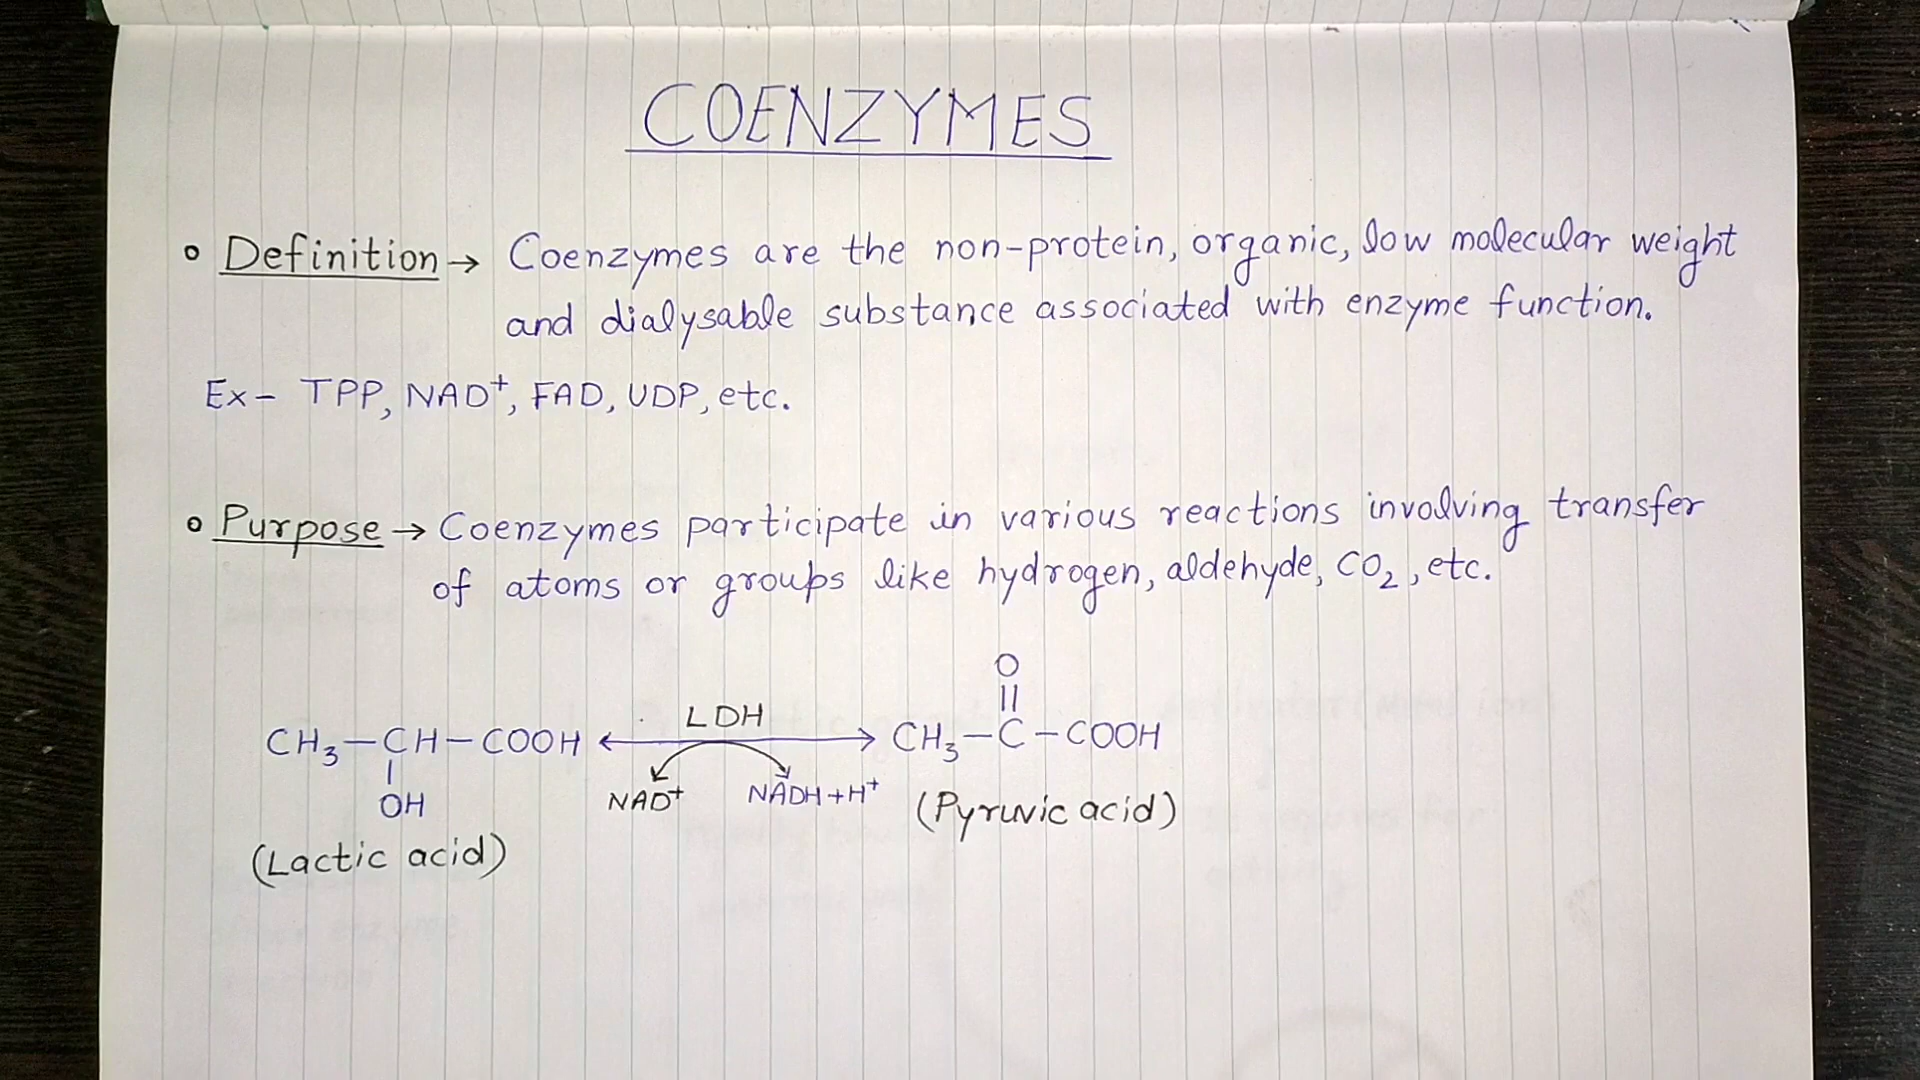 COENZYMES
Definition → Coenzymes are the non-protein, organic, low molecular weight
and dialysable substance associated with enzyme function.
Ex- TPP, NAD⁺, FAD, UDP, etc.
Purpose → Coenzymes participate in various reactions involving transfer
of atoms or groups like hydrogen, aldehyde, CO₂, etc.
O
||
LDH
CH₃-CH-COOH ⟷ CH₃-C-COOH
|
OH
NAD⁺ NADH+H⁺
(Pyruvic acid)
(Lactic acid)